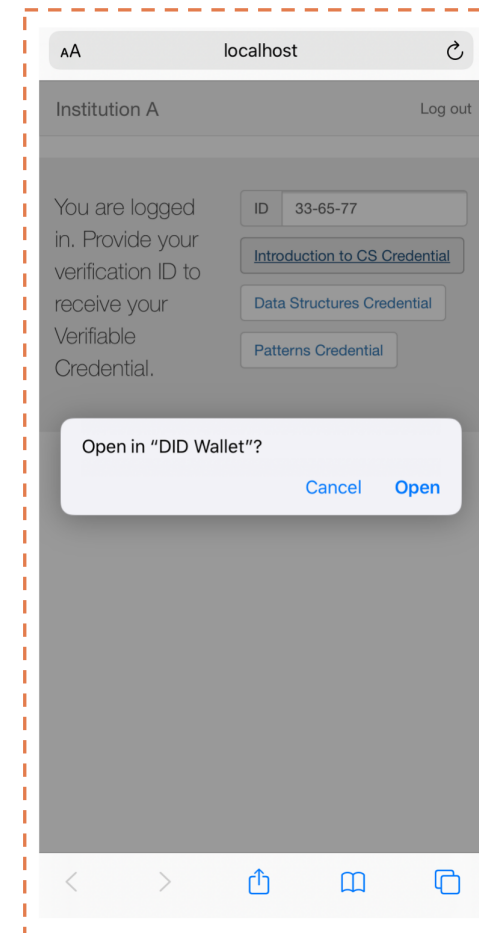 AA localhost
Institution A Log out
You are logged
in. Provide your
verification ID to
receive your
Verifiable
Credential.
ID 33-65-77
Introduction to CS Credential
Data Structures Credential
Patterns Credential
Open in “DID Wallet”?
Cancel Open